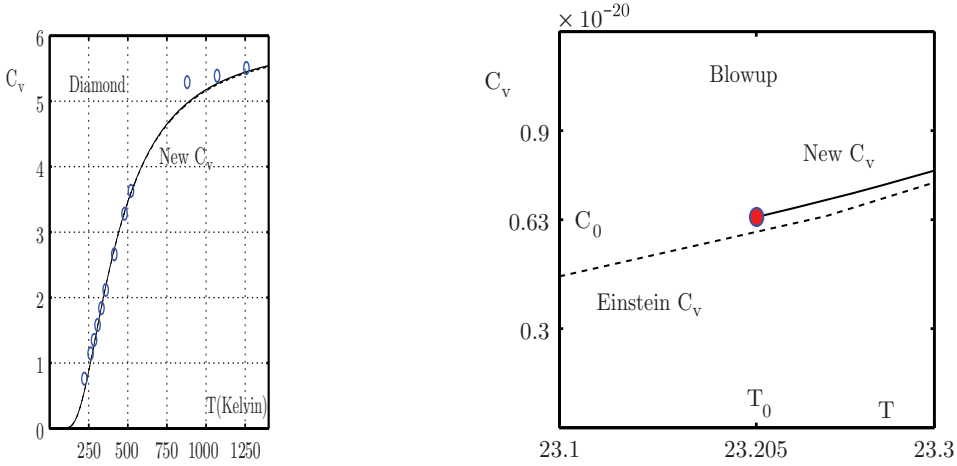 6
C_v
Diamond
5
New C_v
4
3
2
1
T(Kelvin)
0
250 500 750 1000 1250
× 10^−20
C_v
Blowup
0.9
New C_v
0.63
C_0
Einstein C_v
0.3
T_0
T
23.1 23.205 23.3